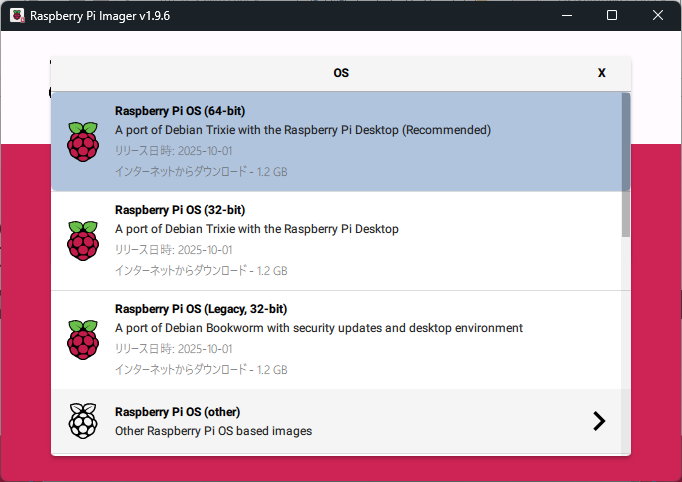 Raspberry Pi Imager v1.9.6
OS
X
Raspberry Pi OS (64-bit)
A port of Debian Trixie with the Raspberry Pi Desktop (Recommended)
リリース日時: 2025-10-01
インターネットからダウンロード - 1.2 GB
Raspberry Pi OS (32-bit)
A port of Debian Trixie with the Raspberry Pi Desktop
リリース日時: 2025-10-01
インターネットからダウンロード - 1.2 GB
Raspberry Pi OS (Legacy, 32-bit)
A port of Debian Bookworm with security updates and desktop environment
リリース日時: 2025-10-01
インターネットからダウンロード - 1.2 GB
Raspberry Pi OS (other)
Other Raspberry Pi OS based images